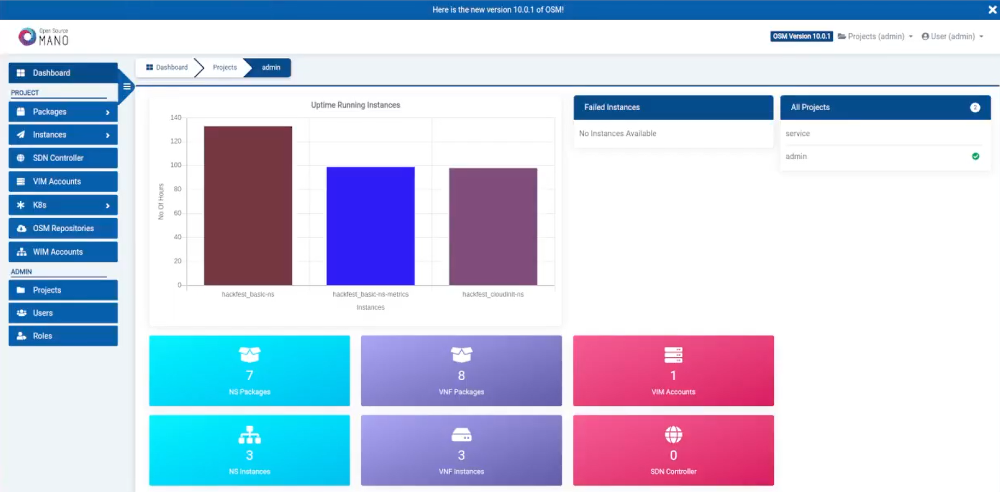 Here is the new version 10.0.1 of OSM!
Open Source
MANO
OSM Version 10.0.1
Projects (admin)
User (admin)
Dashboard
PROJECT
Packages
Instances
SDN Controller
VIM Accounts
K8s
OSM Repositories
WIM Accounts
ADMIN
Projects
Users
Roles
Dashboard
Projects
admin
Uptime Running Instances
140
120
100
80
60
40
20
0
No Of Hours
hackfest_basic-ns
hackfest_basic-ns-metrics
hackfest_cloudinit-ns
Instances
Failed Instances
No Instances Available
All Projects
2
service
admin
7
NS Packages
8
VNF Packages
1
VIM Accounts
3
NS Instances
3
VNF Instances
0
SDN Controller